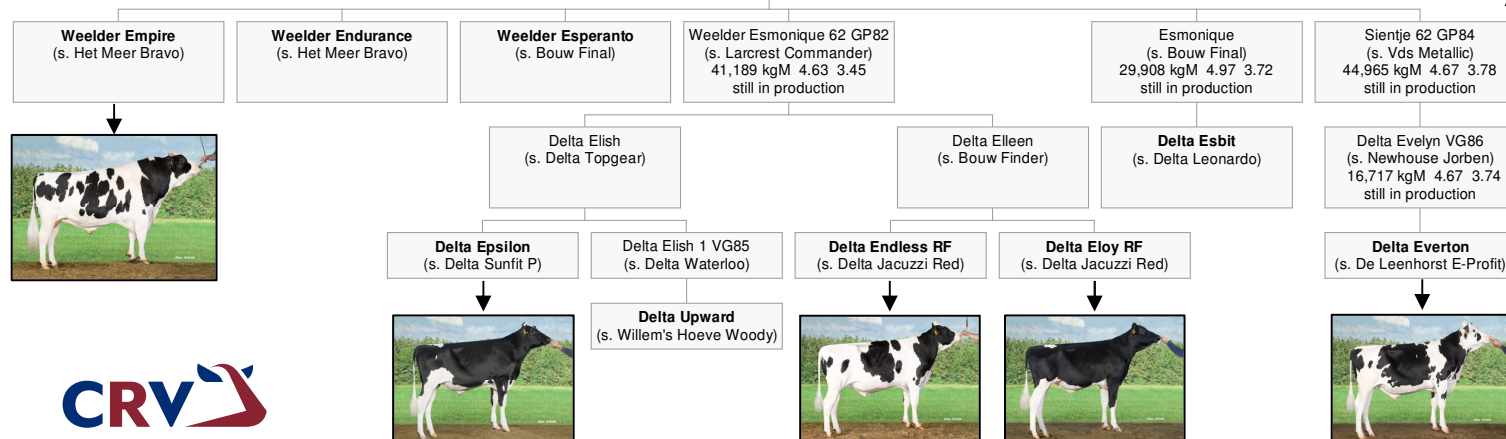 Weelder Empire
(s. Het Meer Bravo)
Weelder Endurance
(s. Het Meer Bravo)
Weelder Esperanto
(s. Bouw Final)
Weelder Esmonique 62 GP82
(s. Larcrest Commander)
41,189 kgM 4.63 3.45
still in production
Esmonique
(s. Bouw Final)
29,908 kgM 4.97 3.72
still in production
Sientje 62 GP84
(s. Vds Metallic)
44,965 kgM 4.67 3.78
still in production
Delta Elish
(s. Delta Topgear)
Delta Elleen
(s. Bouw Finder)
Delta Esbit
(s. Delta Leonardo)
Delta Evelyn VG86
(s. Newhouse Jorben)
16,717 kgM 4.67 3.74
still in production
Delta Epsilon
(s. Delta Sunfit P)
Delta Elish 1 VG85
(s. Delta Waterloo)
Delta Endless RF
(s. Delta Jacuzzi Red)
Delta Eloy RF
(s. Delta Jacuzzi Red)
Delta Everton
(s. De Leenhorst E-Profit)
Delta Upward
(s. Willem's Hoeve Woody)
CRV